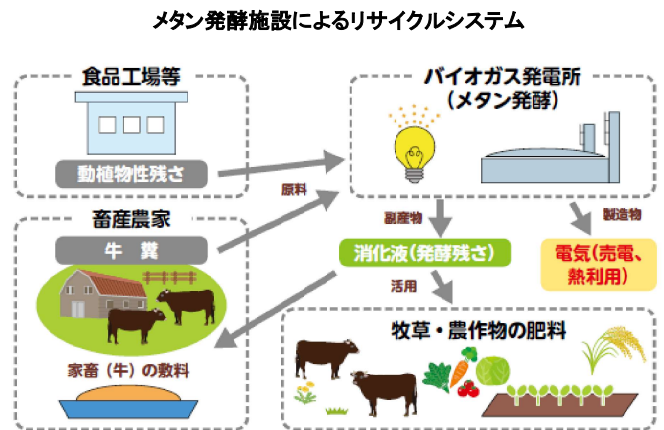 メタン発酵施設によるリサイクルシステム
食品工場等
動植物性残さ
バイオガス発電所
(メタン発酵)
原料
畜産農家
牛 糞
副産物
製造物
消化液(発酵残さ)
電気(売電、
熱利用)
活用
家畜(牛)の敷料
牧草・農作物の肥料